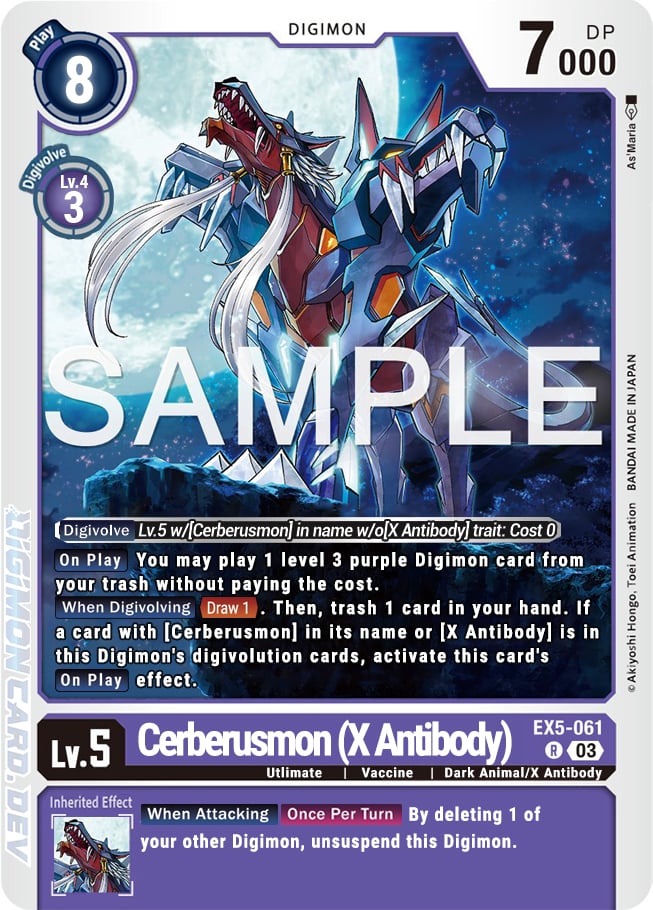 Play
8
DIGIMON
7000
DP
Digivolve
Lv.4
3
As'Maria
SAMPLE
BANDAI MADE IN JAPAN
© Akiyoshi Hongo, Toei Animation
DIGIMONCARD.DEV
Digivolve Lv.5 w/[Cerberusmon] in name w/o[X Antibody] trait: Cost 0
On Play You may play 1 level 3 purple Digimon card from
your trash without paying the cost.
When Digivolving Draw 1 . Then, trash 1 card in your hand. If
a card with [Cerberusmon] in its name or [X Antibody] is in
this Digimon's digivolution cards, activate this card's
On Play effect.
Lv.5
Cerberusmon (X Antibody)
EX5-061
R 03
Utlimate | Vaccine | Dark Animal/X Antibody
Inherited Effect
When Attacking Once Per Turn By deleting 1 of
your other Digimon, unsuspend this Digimon.